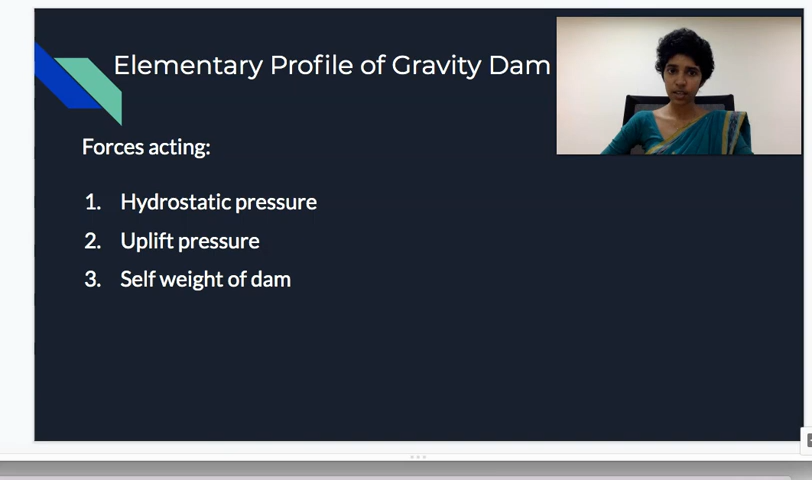 Elementary Profile of Gravity Dam
Forces acting:
1. Hydrostatic pressure
2. Uplift pressure
3. Self weight of dam